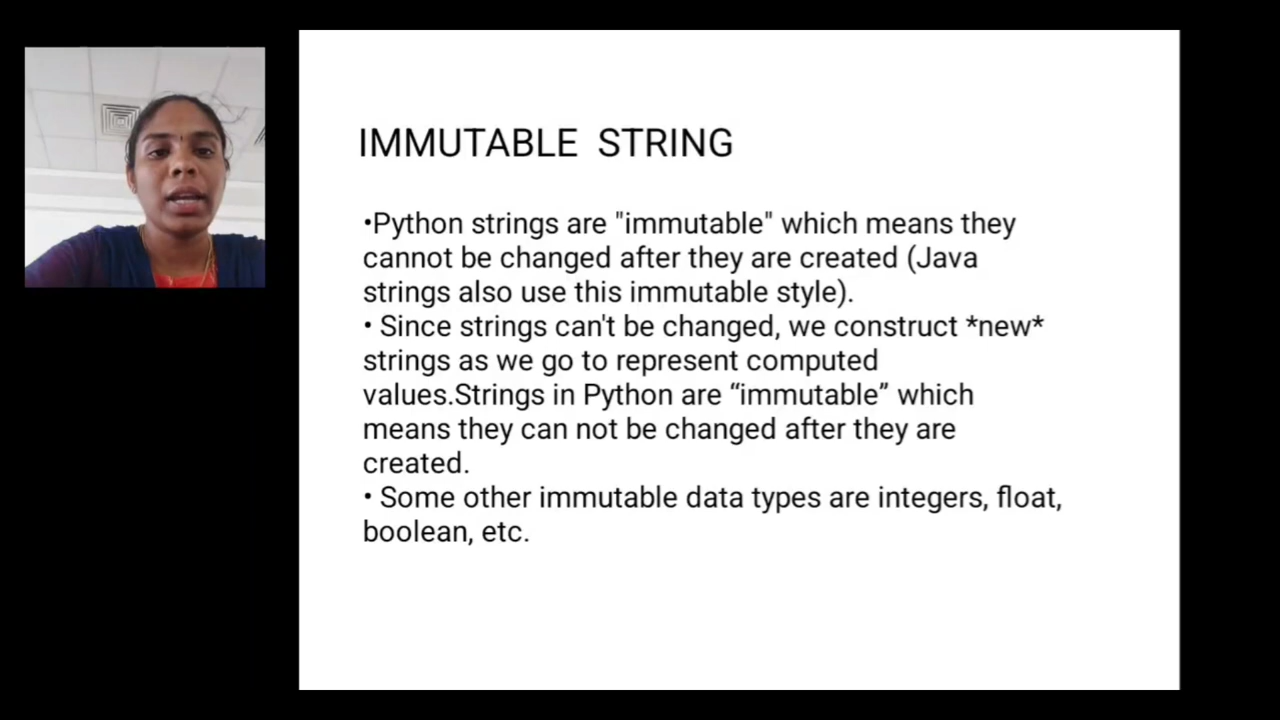 IMMUTABLE STRING
•Python strings are "immutable" which means they
cannot be changed after they are created (Java
strings also use this immutable style).
• Since strings can't be changed, we construct *new*
strings as we go to represent computed
values.Strings in Python are “immutable” which
means they can not be changed after they are
created.
• Some other immutable data types are integers, float,
boolean, etc.